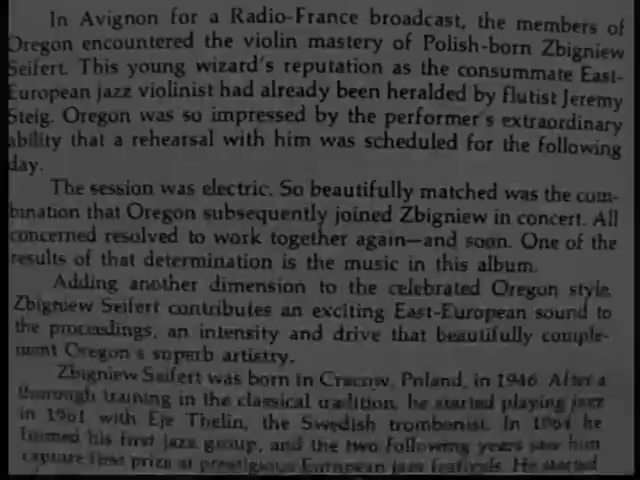 In Avignon for a Radio-France broadcast, the members of
Oregon encountered the violin mastery of Polish-born Zbigniew
Seifert. This young wizard's reputation as the consummate East-
European jazz violinist had already been heralded by flutist Jeremy
Steig. Oregon was so impressed by the performer's extraordinary
ability that a rehearsal with him was scheduled for the following
day.
The session was electric. So beautifully matched was the com-
bination that Oregon subsequently joined Zbigniew in concert. All
concerned resolved to work together again—and soon. One of the
results of that determination is the music in this album.
Adding another dimension to the celebrated Oregon style,
Zbigniew Seifert contributes an exciting East-European sound to
the proceedings, an intensity and drive that beautifully comple-
ment Oregon's superb artistry.
Zbigniew Seifert was born in Cracow, Poland, in 1946. After a
thorough training in the classical tradition, he started playing jazz
in 1961 with Eje Thelin, the Swedish trombonist. In 1964 he
formed his first jazz group, and the two following years saw him
capture first prize at prestigious European jazz festivals. He started